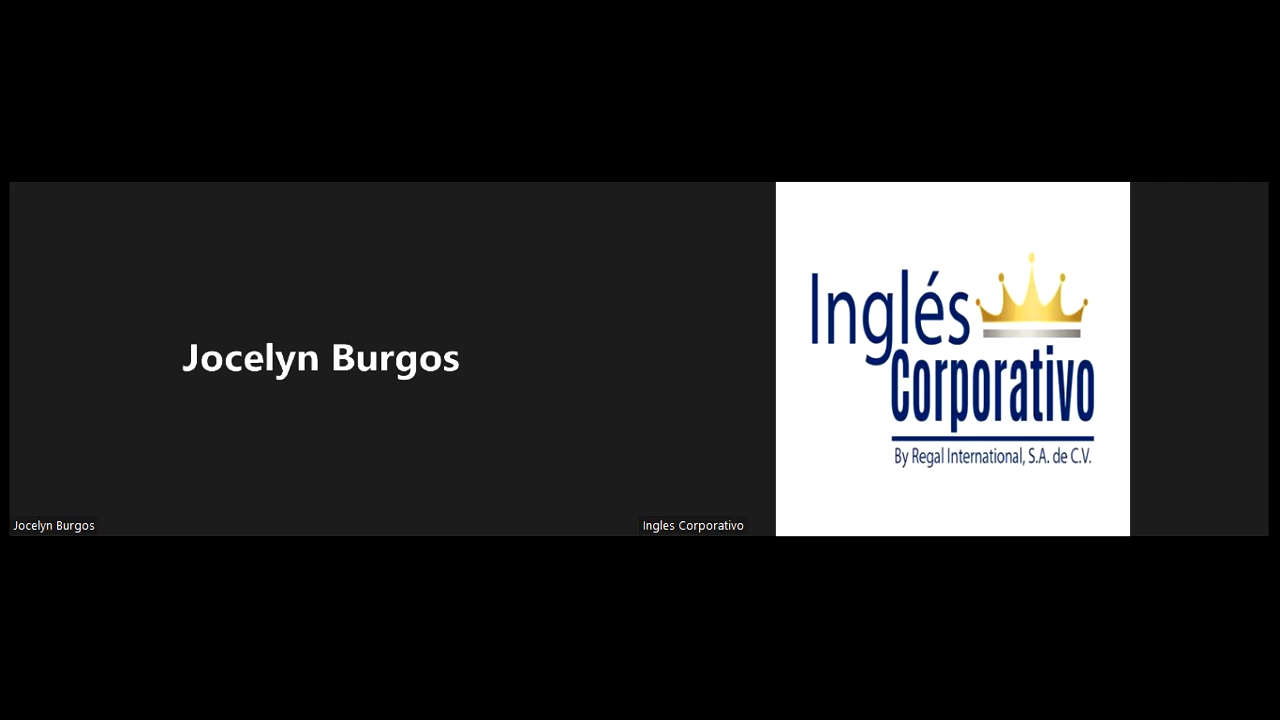 Jocelyn Burgos
Jocelyn Burgos
Inglés
Corporativo
By Regal International, S.A. de C.V.
Ingles Corporativo